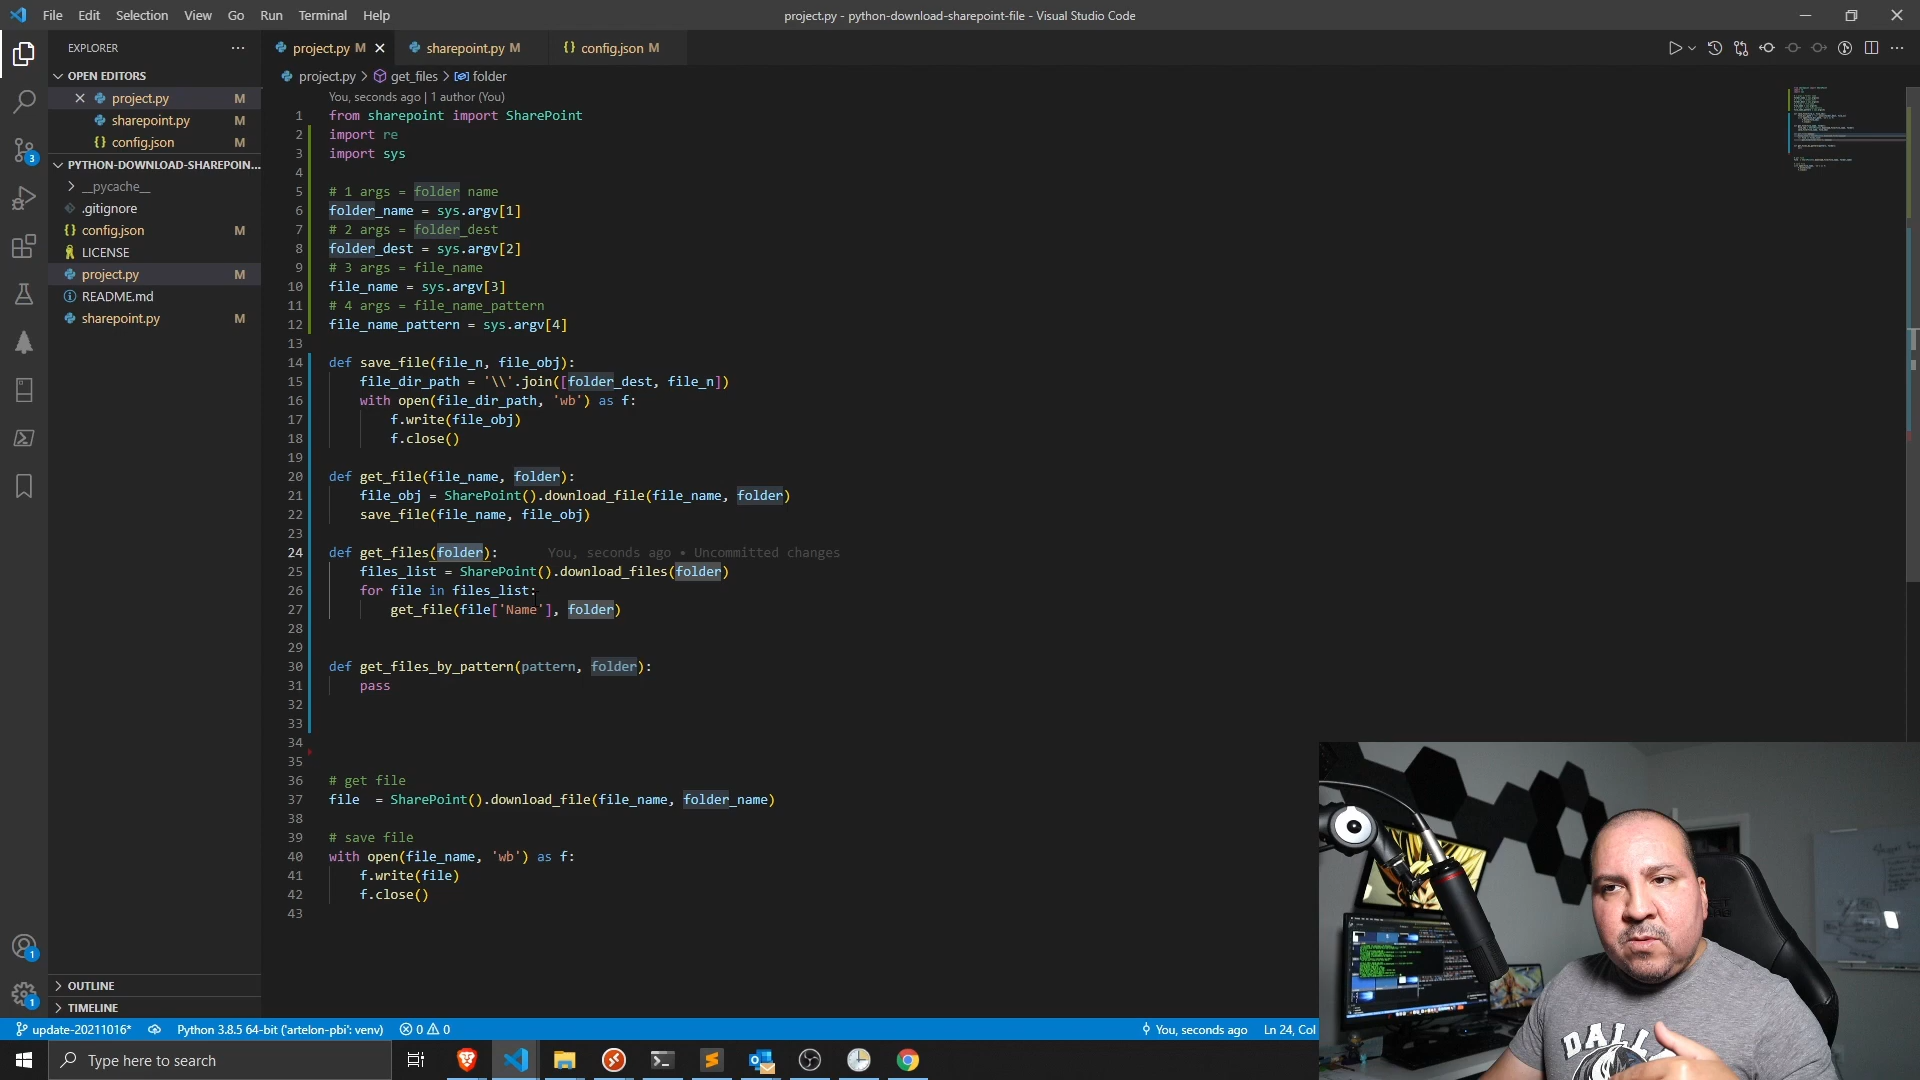 File Edit Selection View Go Run Terminal Help
project.py - python-download-sharepoint-file - Visual Studio Code
EXPLORER
OPEN EDITORS
project.py M
sharepoint.py M
config.json M
PYTHON-DOWNLOAD-SHAREPOIN...
__pycache__
.gitignore
config.json M
LICENSE
project.py M
README.md
sharepoint.py M
OUTLINE
TIMELINE
3
1
1
project.py M
sharepoint.py M
config.json M
project.py > get_files > folder
You, seconds ago | 1 author (You)
1 from sharepoint import SharePoint
2 import re
3 import sys
4
5 # 1 args = folder name
6 folder_name = sys.argv[1]
7 # 2 args = folder_dest
8 folder_dest = sys.argv[2]
9 # 3 args = file_name
10 file_name = sys.argv[3]
11 # 4 args = file_name_pattern
12 file_name_pattern = sys.argv[4]
13
14 def save_file(file_n, file_obj):
15 file_dir_path = '\\'.join([folder_dest, file_n])
16 with open(file_dir_path, 'wb') as f:
17 f.write(file_obj)
18 f.close()
19
20 def get_file(file_name, folder):
21 file_obj = SharePoint().download_file(file_name, folder)
22 save_file(file_name, file_obj)
23
24 def get_files(folder): You, seconds ago • Uncommitted changes
25 files_list = SharePoint().download_files(folder)
26 for file in files_list:
27 get_file(file['Name'], folder)
28
29
30 def get_files_by_pattern(pattern, folder):
31 pass
32
33
34
35
36 # get file
37 file = SharePoint().download_file(file_name, folder_name)
38
39 # save file
40 with open(file_name, 'wb') as f:
41 f.write(file)
42 f.close()
43
update-20211016* Python 3.8.5 64-bit ('artelon-pbi': venv) 0 0 You, seconds ago Ln 24, Col
Type here to search